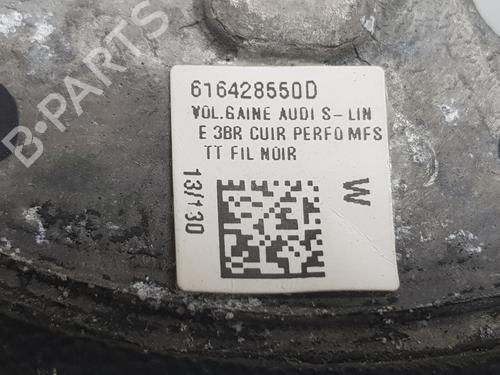 B-PARTS
616428550D
VOL.GAINE AUDI S-LIN
E 3BR CUIR PERFO MFS
TT FIL NOIR
13/130
W